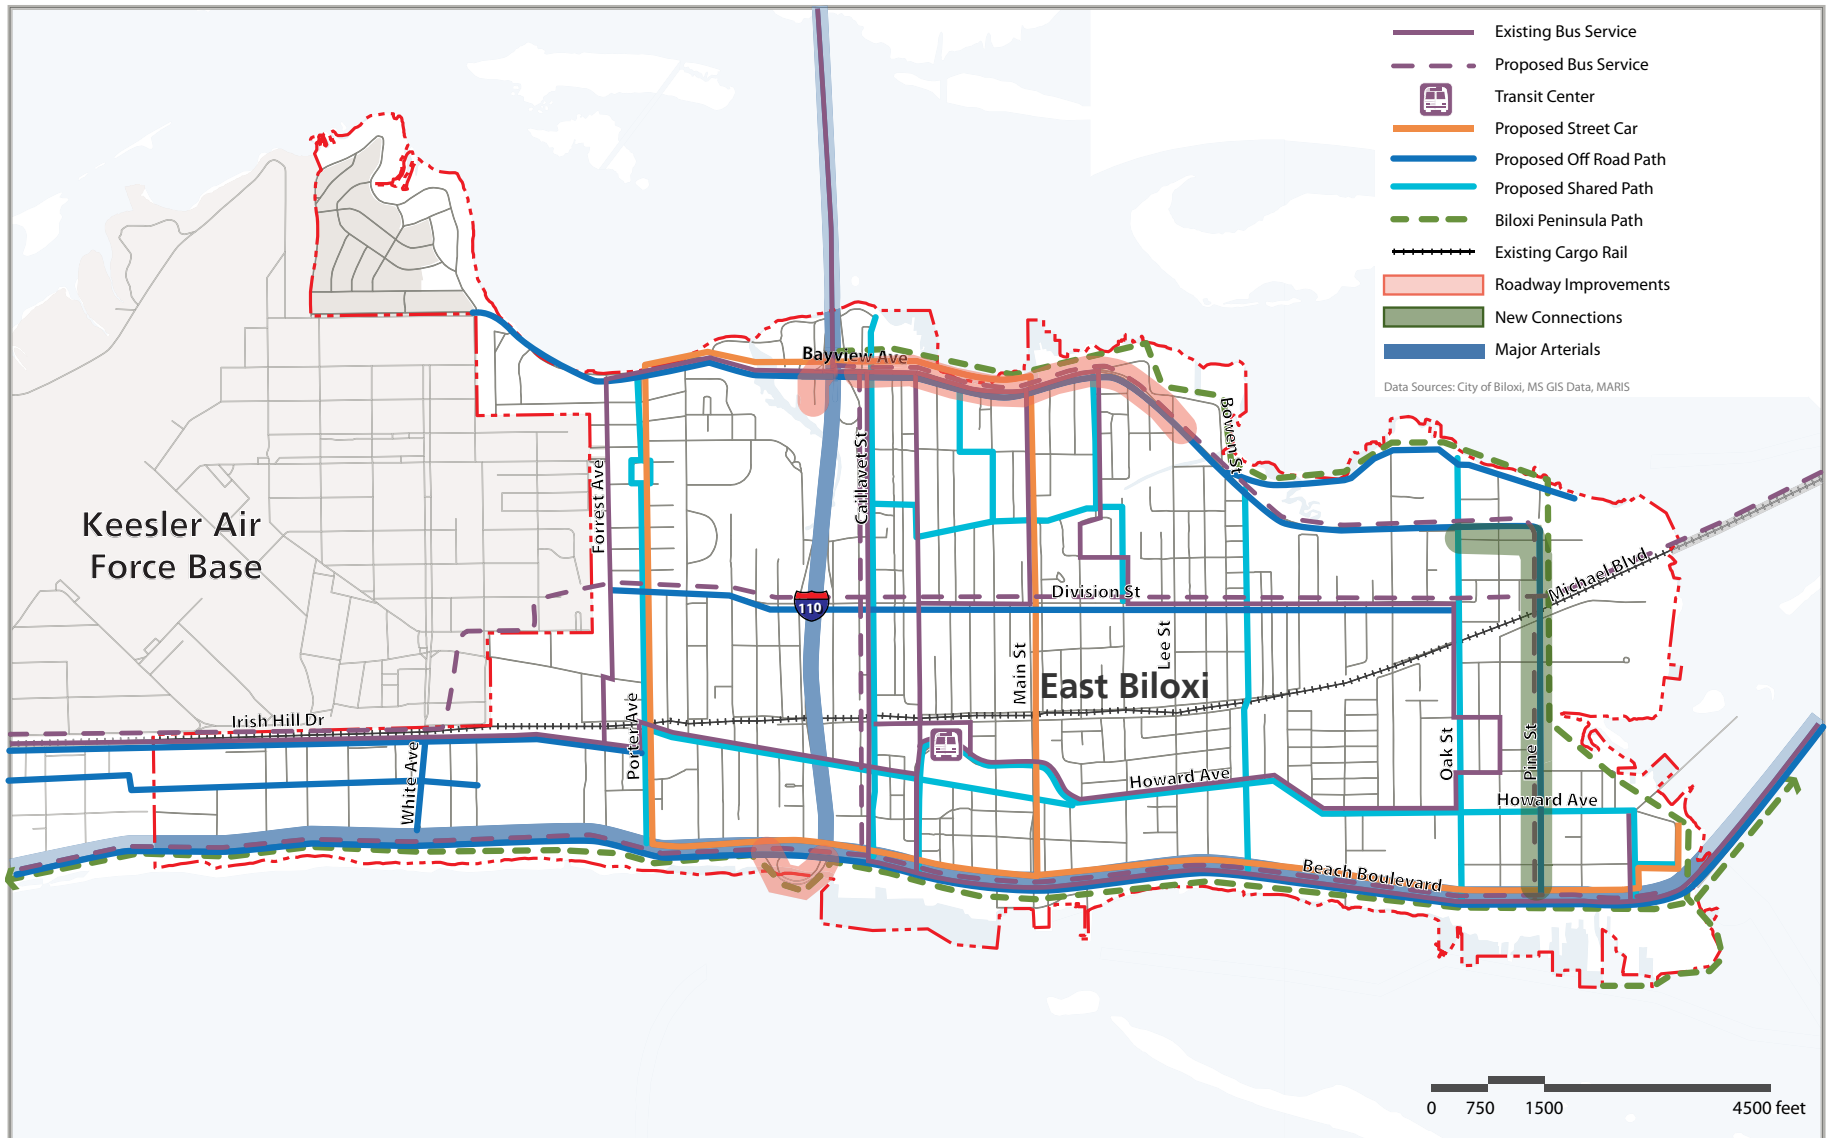 Existing Bus Service
Proposed Bus Service
Transit Center
Proposed Street Car
Proposed Off Road Path
Proposed Shared Path
Biloxi Peninsula Path
Existing Cargo Rail
Roadway Improvements
New Connections
Major Arterials
Data Sources: City of Biloxi, MS GIS Data, MARIS
Bayview Ave
Bowen St
Caillavet St
Forrest Ave
Keesler Air
Force Base
Michael Blvd
Division St
110
Lee St
Main St
East Biloxi
Irish Hill Dr
Porter Ave
White Ave
Oak St
Pine St
Howard Ave
Howard Ave
Beach Boulevard
0 750 1500 4500 feet